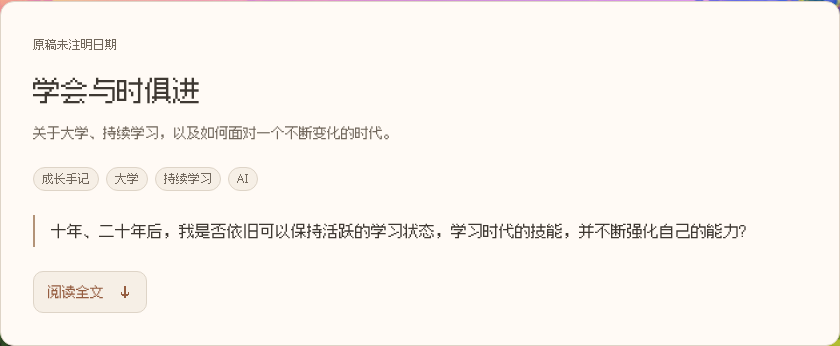 原稿未注明日期
学会与时俱进
关于大学、持续学习，以及如何面对一个不断变化的时代。
成长手记 大学 持续学习 AI
十年、二十年后，我是否依旧可以保持活跃的学习状态，学习时代的技能，并不断强化自己的能力？
阅读全文 ↓